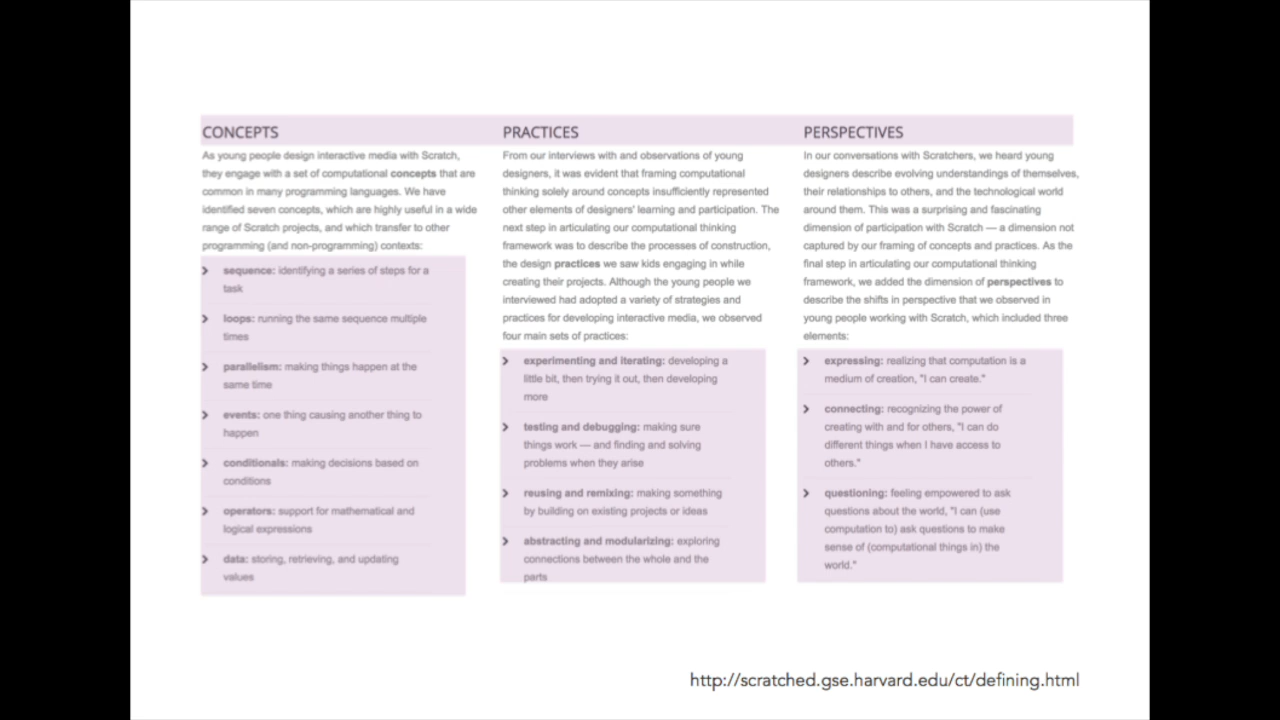 CONCEPTS
As young people design interactive media with Scratch,
they engage with a set of computational concepts that are
common in many programming languages. We have
identified seven concepts, which are highly useful in a wide
range of Scratch projects, and which transfer to other
programming (and non-programming) contexts:
sequence: identifying a series of steps for a
task
loops: running the same sequence multiple
times
parallelism: making things happen at the
same time
events: one thing causing another thing to
happen
conditionals: making decisions based on
conditions
operators: support for mathematical and
logical expressions
data: storing, retrieving, and updating
values
PRACTICES
From our interviews with and observations of young
designers, it was evident that framing computational
thinking solely around concepts insufficiently represented
other elements of designers' learning and participation. The
next step in articulating our computational thinking
framework was to describe the processes of construction,
the design practices we saw kids engaging in while
creating their projects. Although the young people we
interviewed had adopted a variety of strategies and
practices for developing interactive media, we observed
four main sets of practices:
experimenting and iterating: developing a
little bit, then trying it out, then developing
more
testing and debugging: making sure
things work — and finding and solving
problems when they arise
reusing and remixing: making something
by building on existing projects or ideas
abstracting and modularizing: exploring
connections between the whole and the
parts
PERSPECTIVES
In our conversations with Scratchers, we heard young
designers describe evolving understandings of themselves,
their relationships to others, and the technological world
around them. This was a surprising and fascinating
dimension of participation with Scratch — a dimension not
captured by our framing of concepts and practices. As the
final step in articulating our computational thinking
framework, we added the dimension of perspectives to
describe the shifts in perspective that we observed in
young people working with Scratch, which included three
elements:
expressing: realizing that computation is a
medium of creation, "I can create."
connecting: recognizing the power of
creating with and for others, "I can do
different things when I have access to
others."
questioning: feeling empowered to ask
questions about the world, "I can (use
computation to) ask questions to make
sense of (computational things in) the
world."
http://scratched.gse.harvard.edu/ct/defining.html